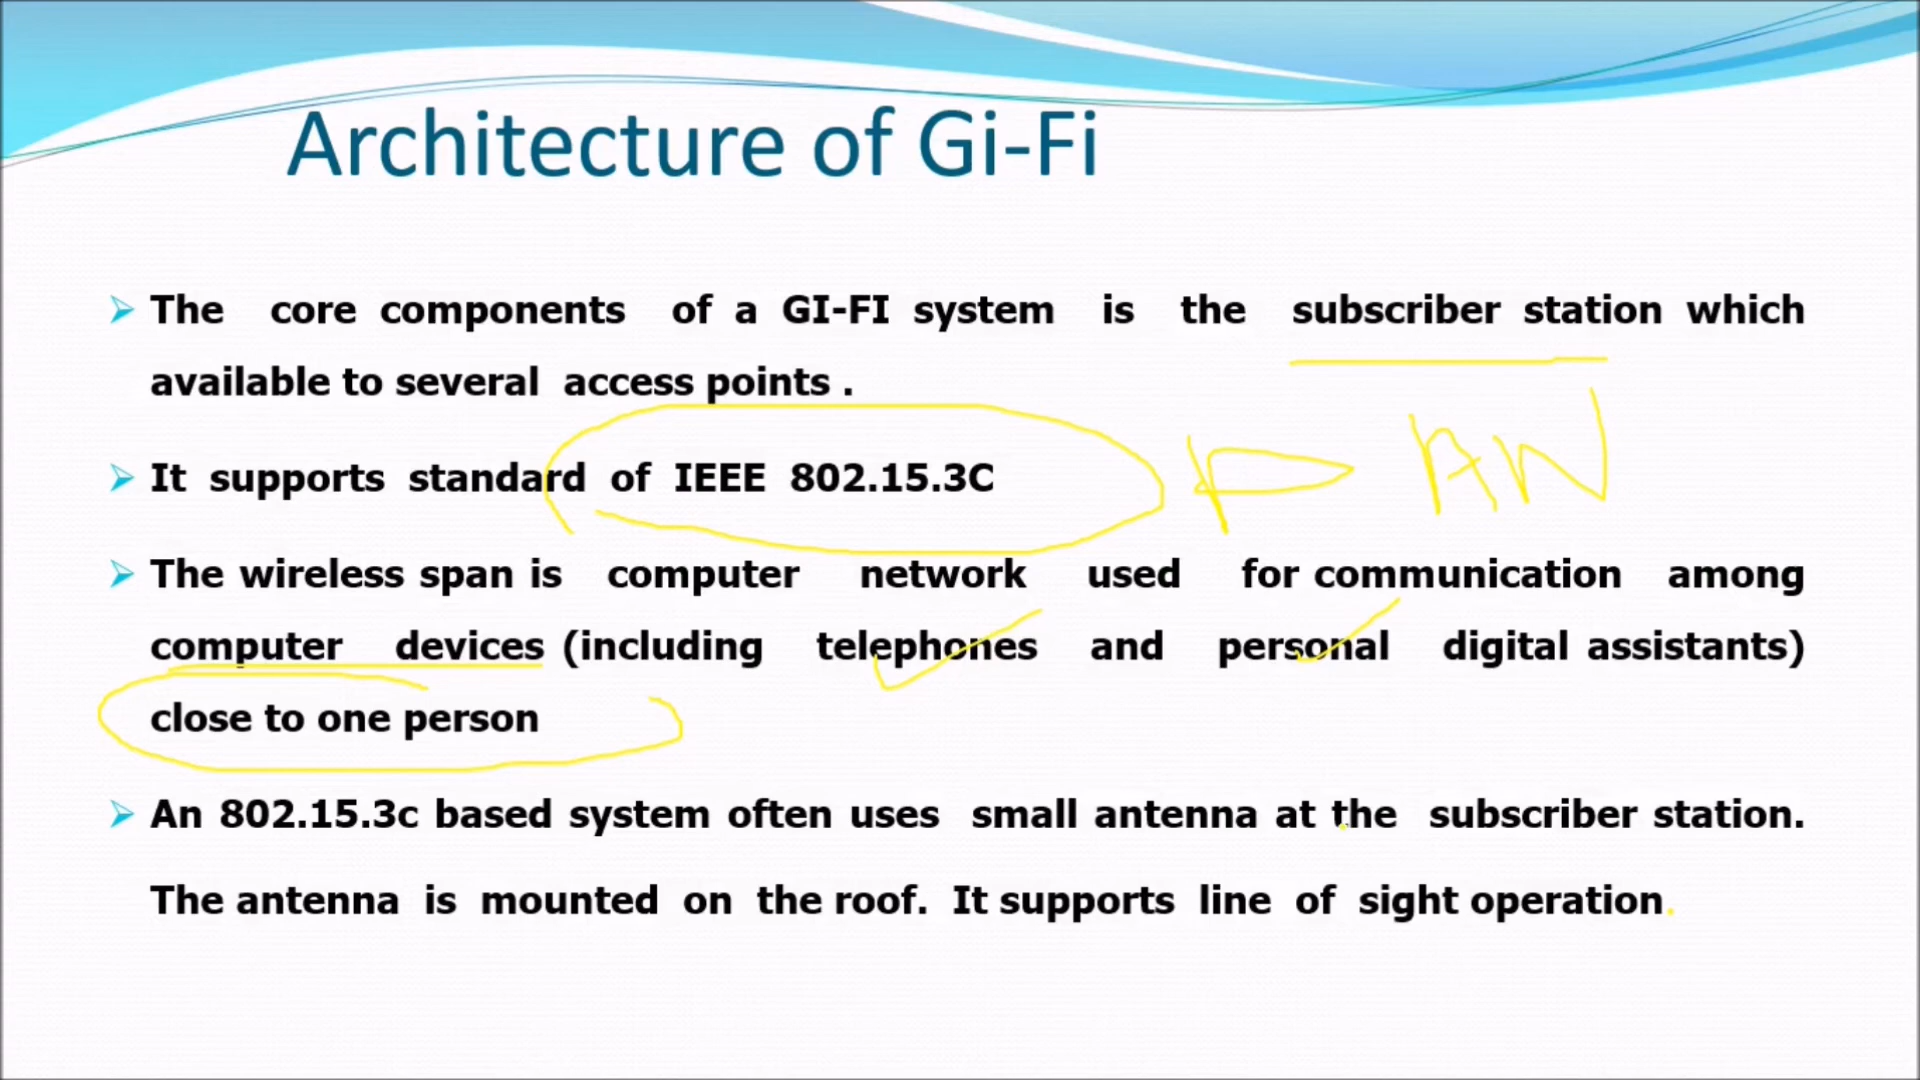 Architecture of Gi-Fi
The core components of a GI-FI system is the subscriber station which
available to several access points .
It supports standard of IEEE 802.15.3C
PAN
The wireless span is computer network used for communication among
computer devices (including telephones and personal digital assistants)
close to one person
An 802.15.3c based system often uses small antenna at the subscriber station.
The antenna is mounted on the roof. It supports line of sight operation.